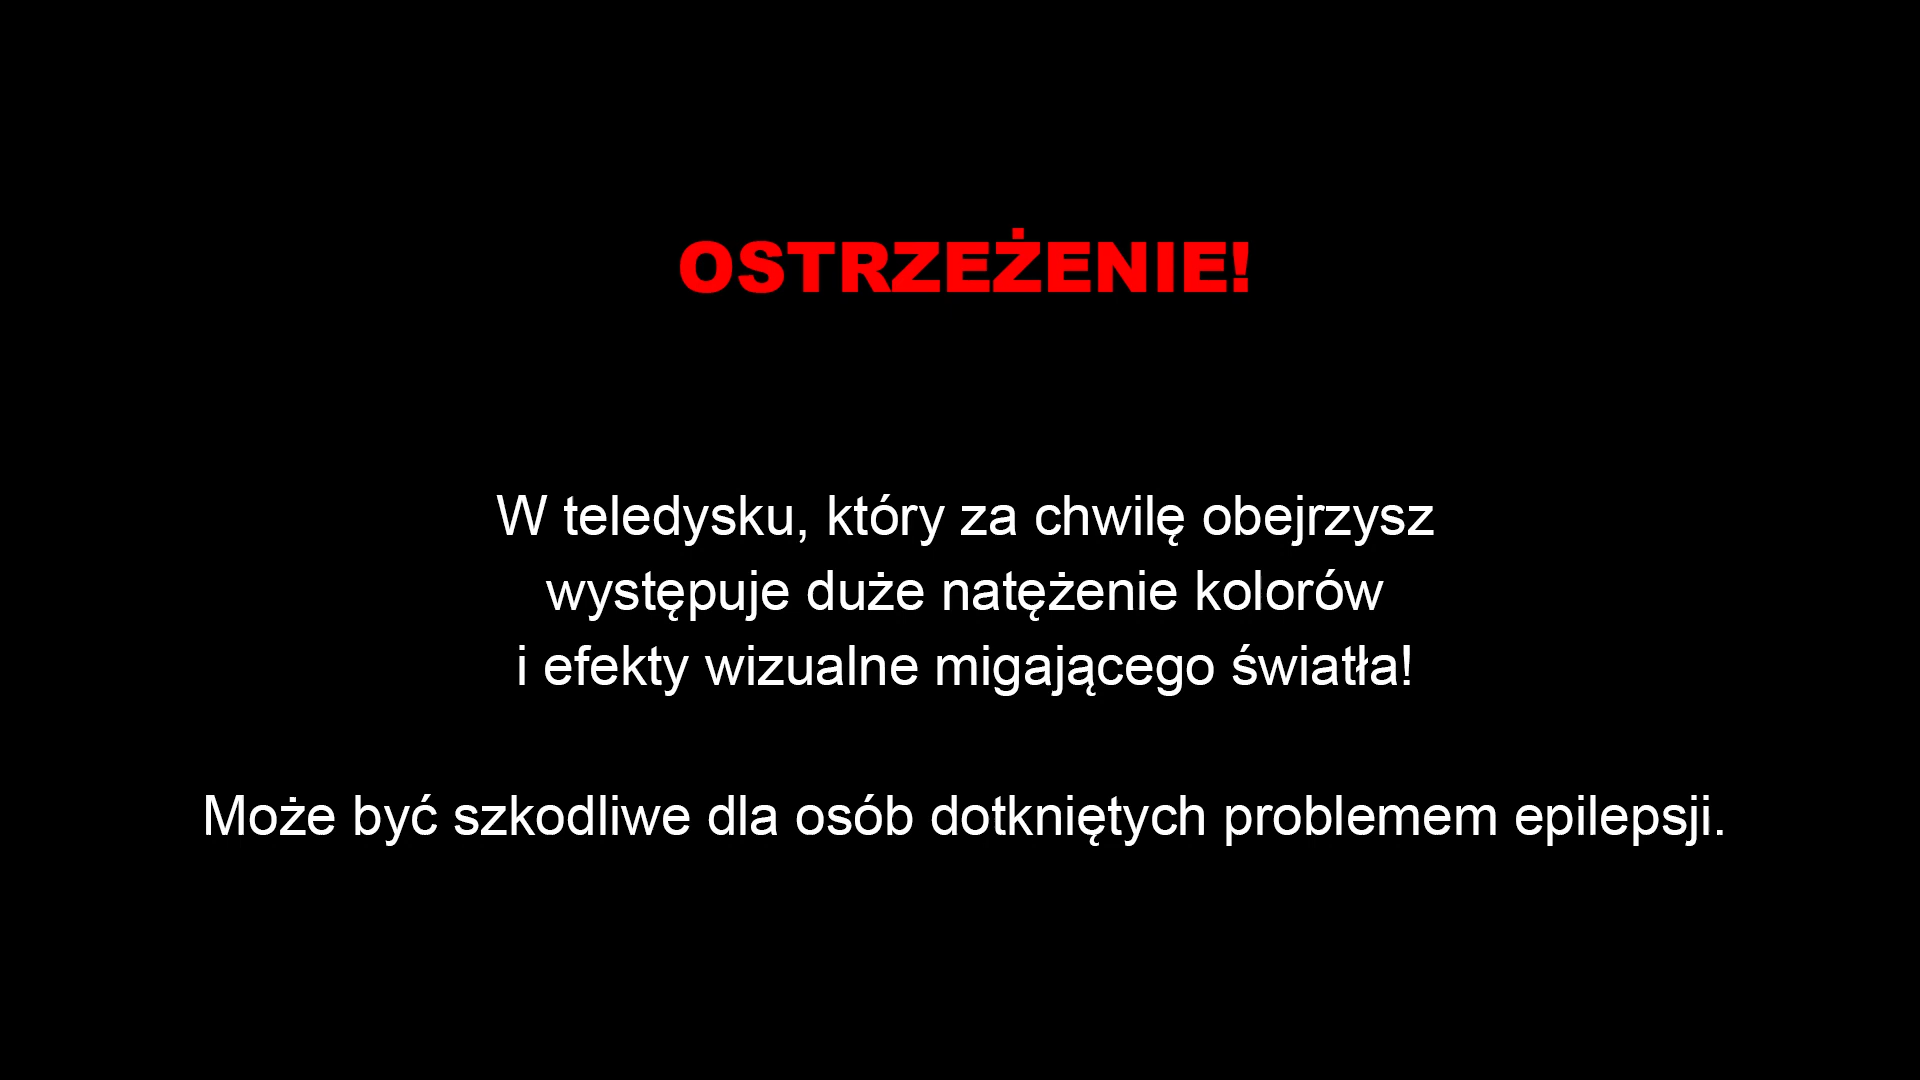 OSTRZEŻENIE!
W teledysku, który za chwilę obejrzysz
występuje duże natężenie kolorów
i efekty wizualne migającego światła!
Może być szkodliwe dla osób dotkniętych problemem epilepsji.